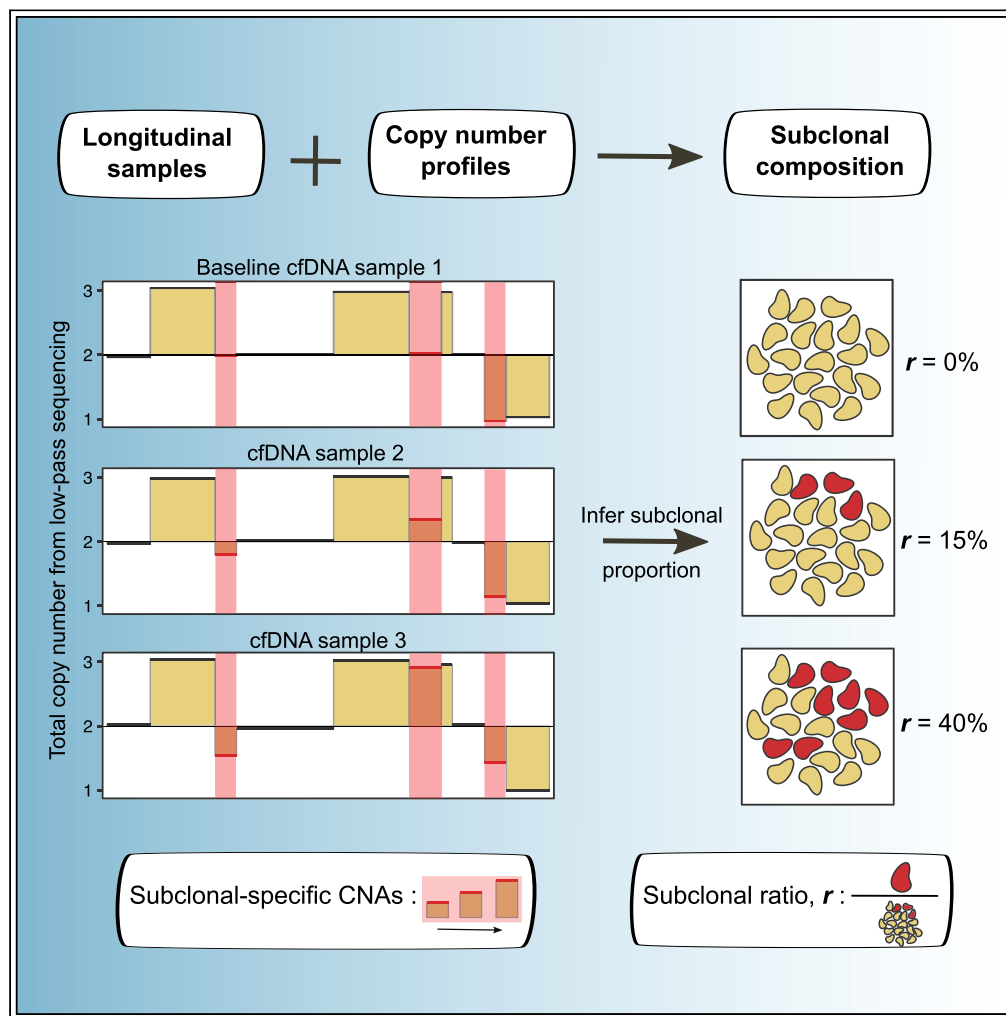 Longitudinal
samples
+
Copy number
profiles
Subclonal
composition
Total copy number from low-pass sequencing
Baseline cfDNA sample 1
3
2
1
r = 0%
cfDNA sample 2
3
2
1
Infer subclonal
proportion
r = 15%
cfDNA sample 3
3
2
1
r = 40%
Subclonal-specific CNAs :
Subclonal ratio, r :